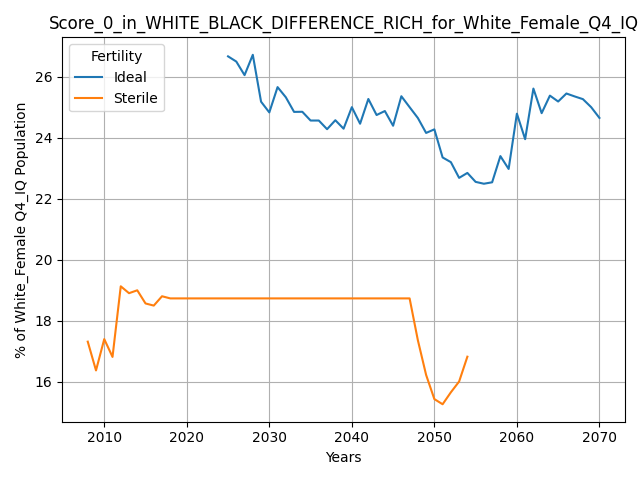 Score_0_in_WHITE_BLACK_DIFFERENCE_RICH_for_White_Female_Q4_IQ
Fertility
Ideal
Sterile
% of White_Female Q4_IQ Population
26
24
22
20
18
16
2010 2020 2030 2040 2050 2060 2070
Years